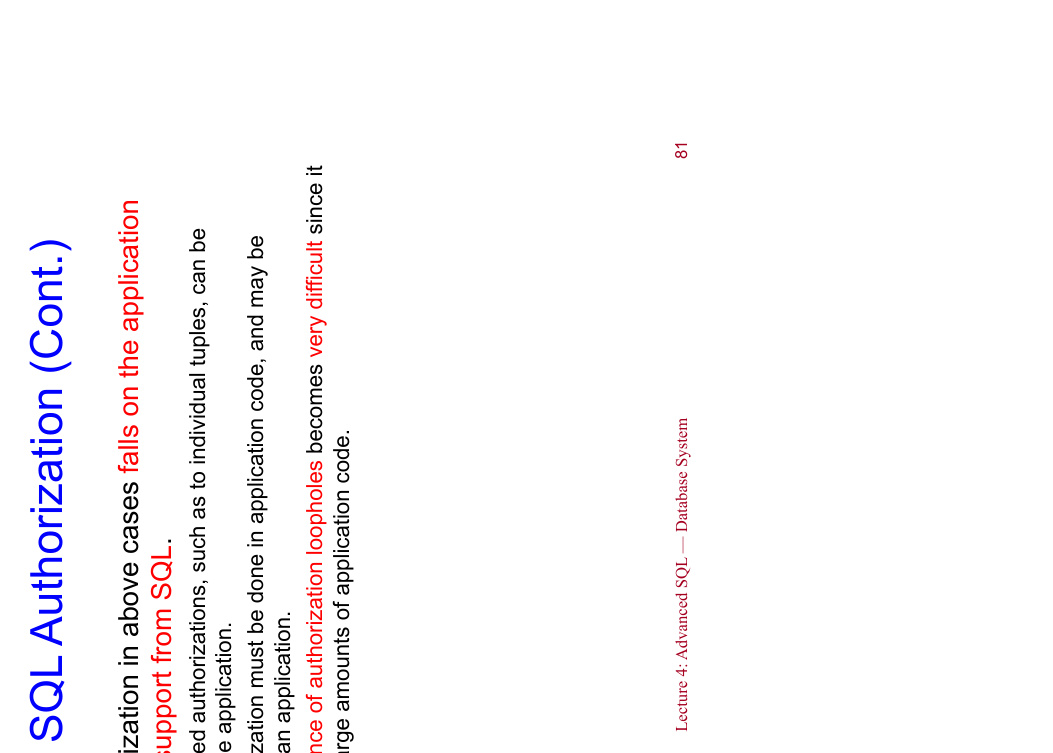 SQL Authorization (Cont.)
ization in above cases falls on the application
support from SQL.
ed authorizations, such as to individual tuples, can be
e application.
zation must be done in application code, and may be
an application.
nce of authorization loopholes becomes very difficult since it
arge amounts of application code.
Lecture 4: Advanced SQL — Database System
81